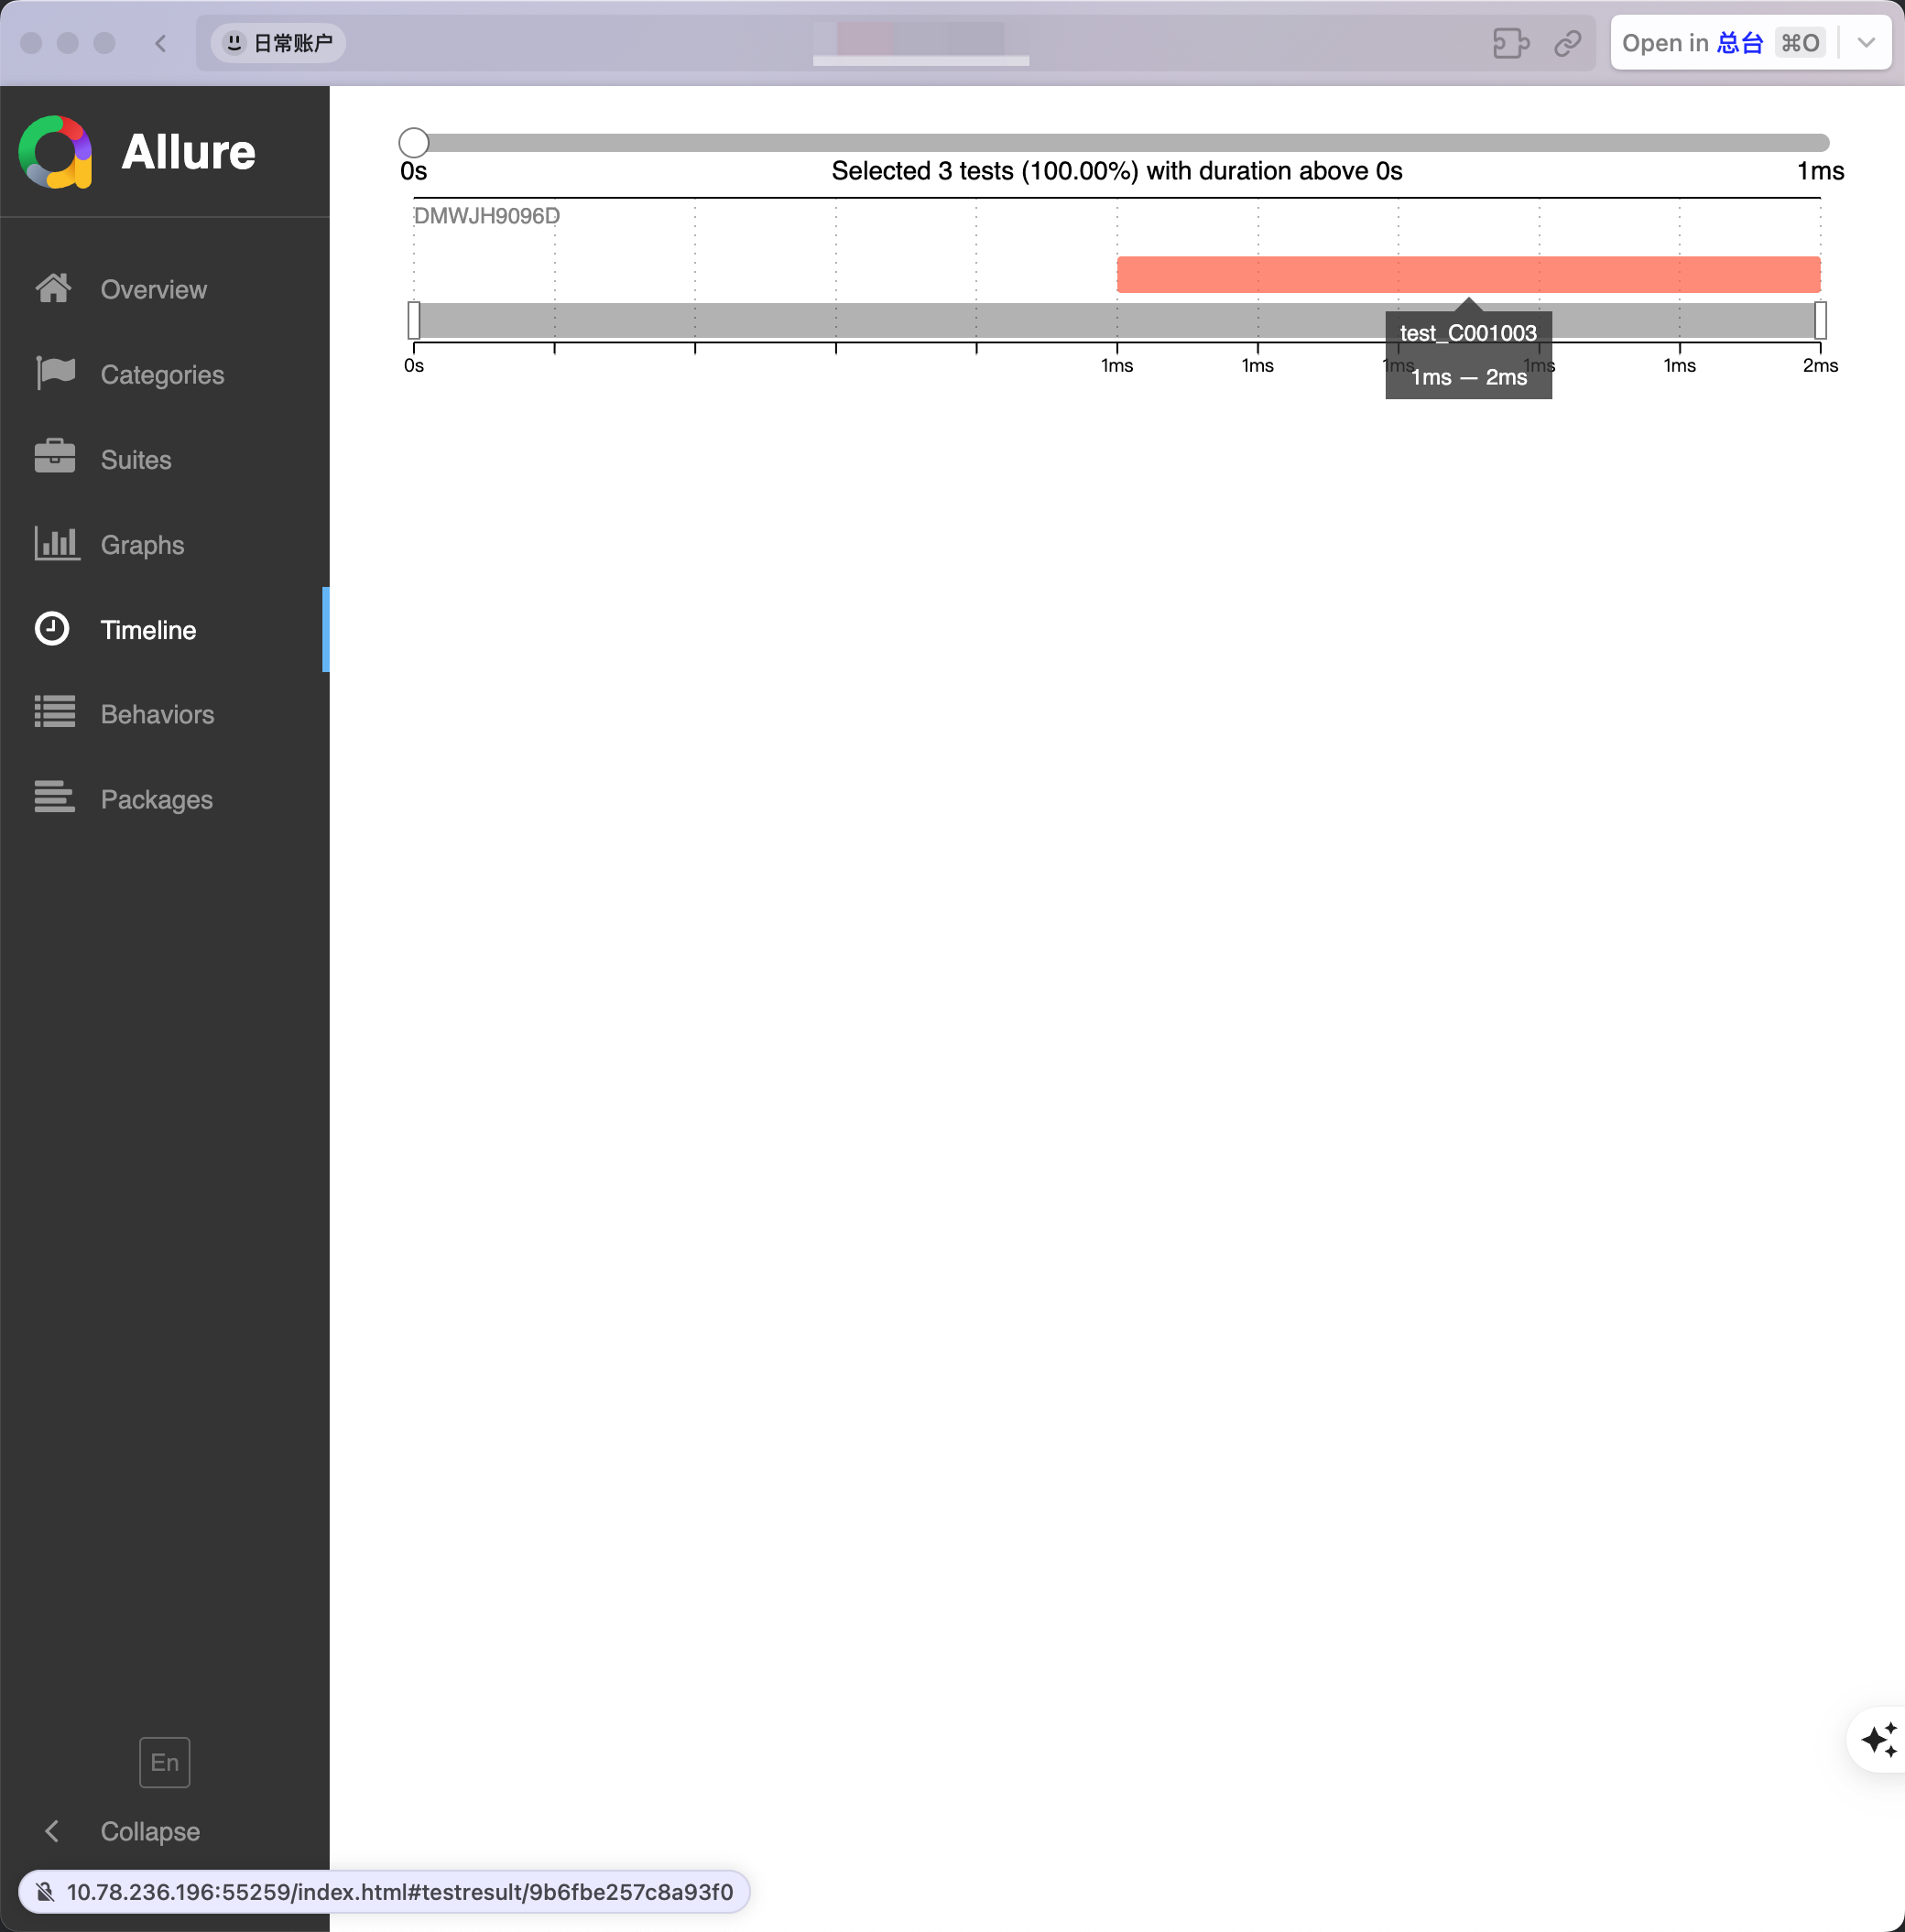 日常账户
Open in 总台 ⌘O
Allure
Overview
Categories
Suites
Graphs
Timeline
Behaviors
Packages
En
Collapse
0s
Selected 3 tests (100.00%) with duration above 0s
1ms
DMWJH9096D
test_C001003
1ms — 2ms
0s
1ms
1ms
1ms
1ms
1ms
2ms
10.78.236.196:55259/index.html#testresult/9b6fbe257c8a93f0